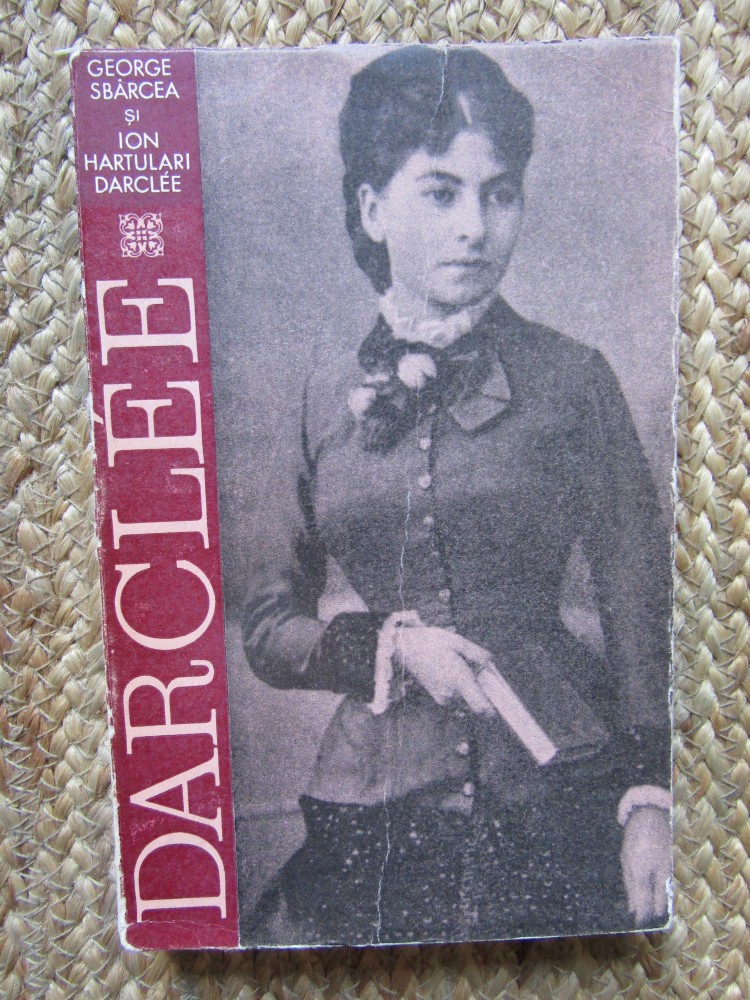 GEORGE
SBÂRCEA
ȘI
ION
HARTULARI
DARCLÉE
DARCLÉE